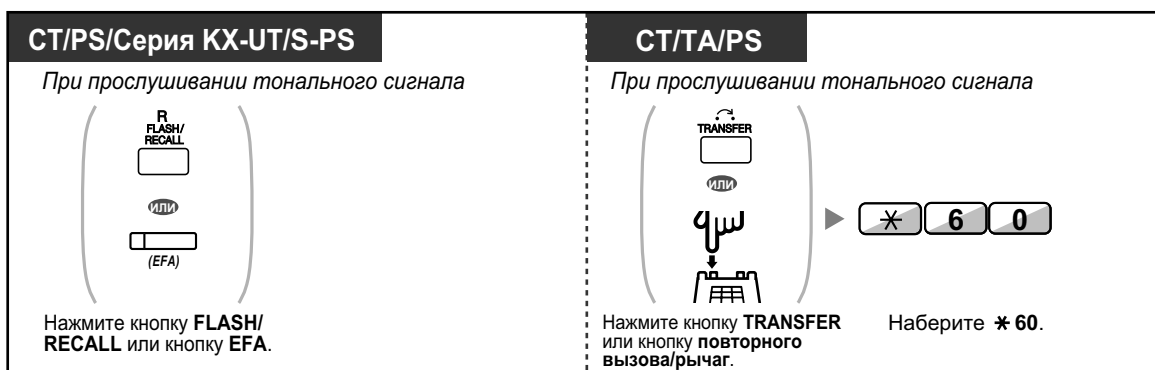 CT/PS/Серия KX-UT/S-PS
При прослушивании тонального сигнала
R
FLASH/
RECALL
или
(EFA)
Нажмите кнопку FLASH/
RECALL или кнопку EFA.
CT/TA/PS
При прослушивании тонального сигнала
TRANSFER
или
Нажмите кнопку TRANSFER
или кнопку повторного
вызова/рычаг.
* 6 0
Наберите * 60.